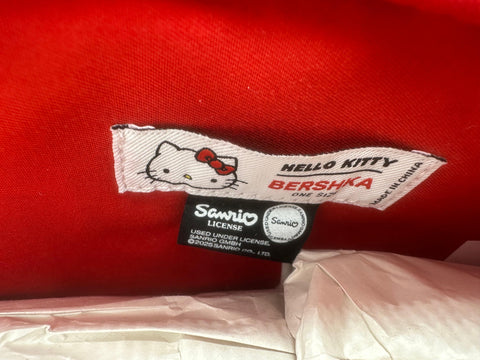 HELLO KITTY
BERSHKA
ONE SIZE
MADE IN CHINA
Sanrio
LICENSE
USED UNDER LICENSE
SANRIO GMBH
©2025 SANRIO CO., LTD.
Sanrio